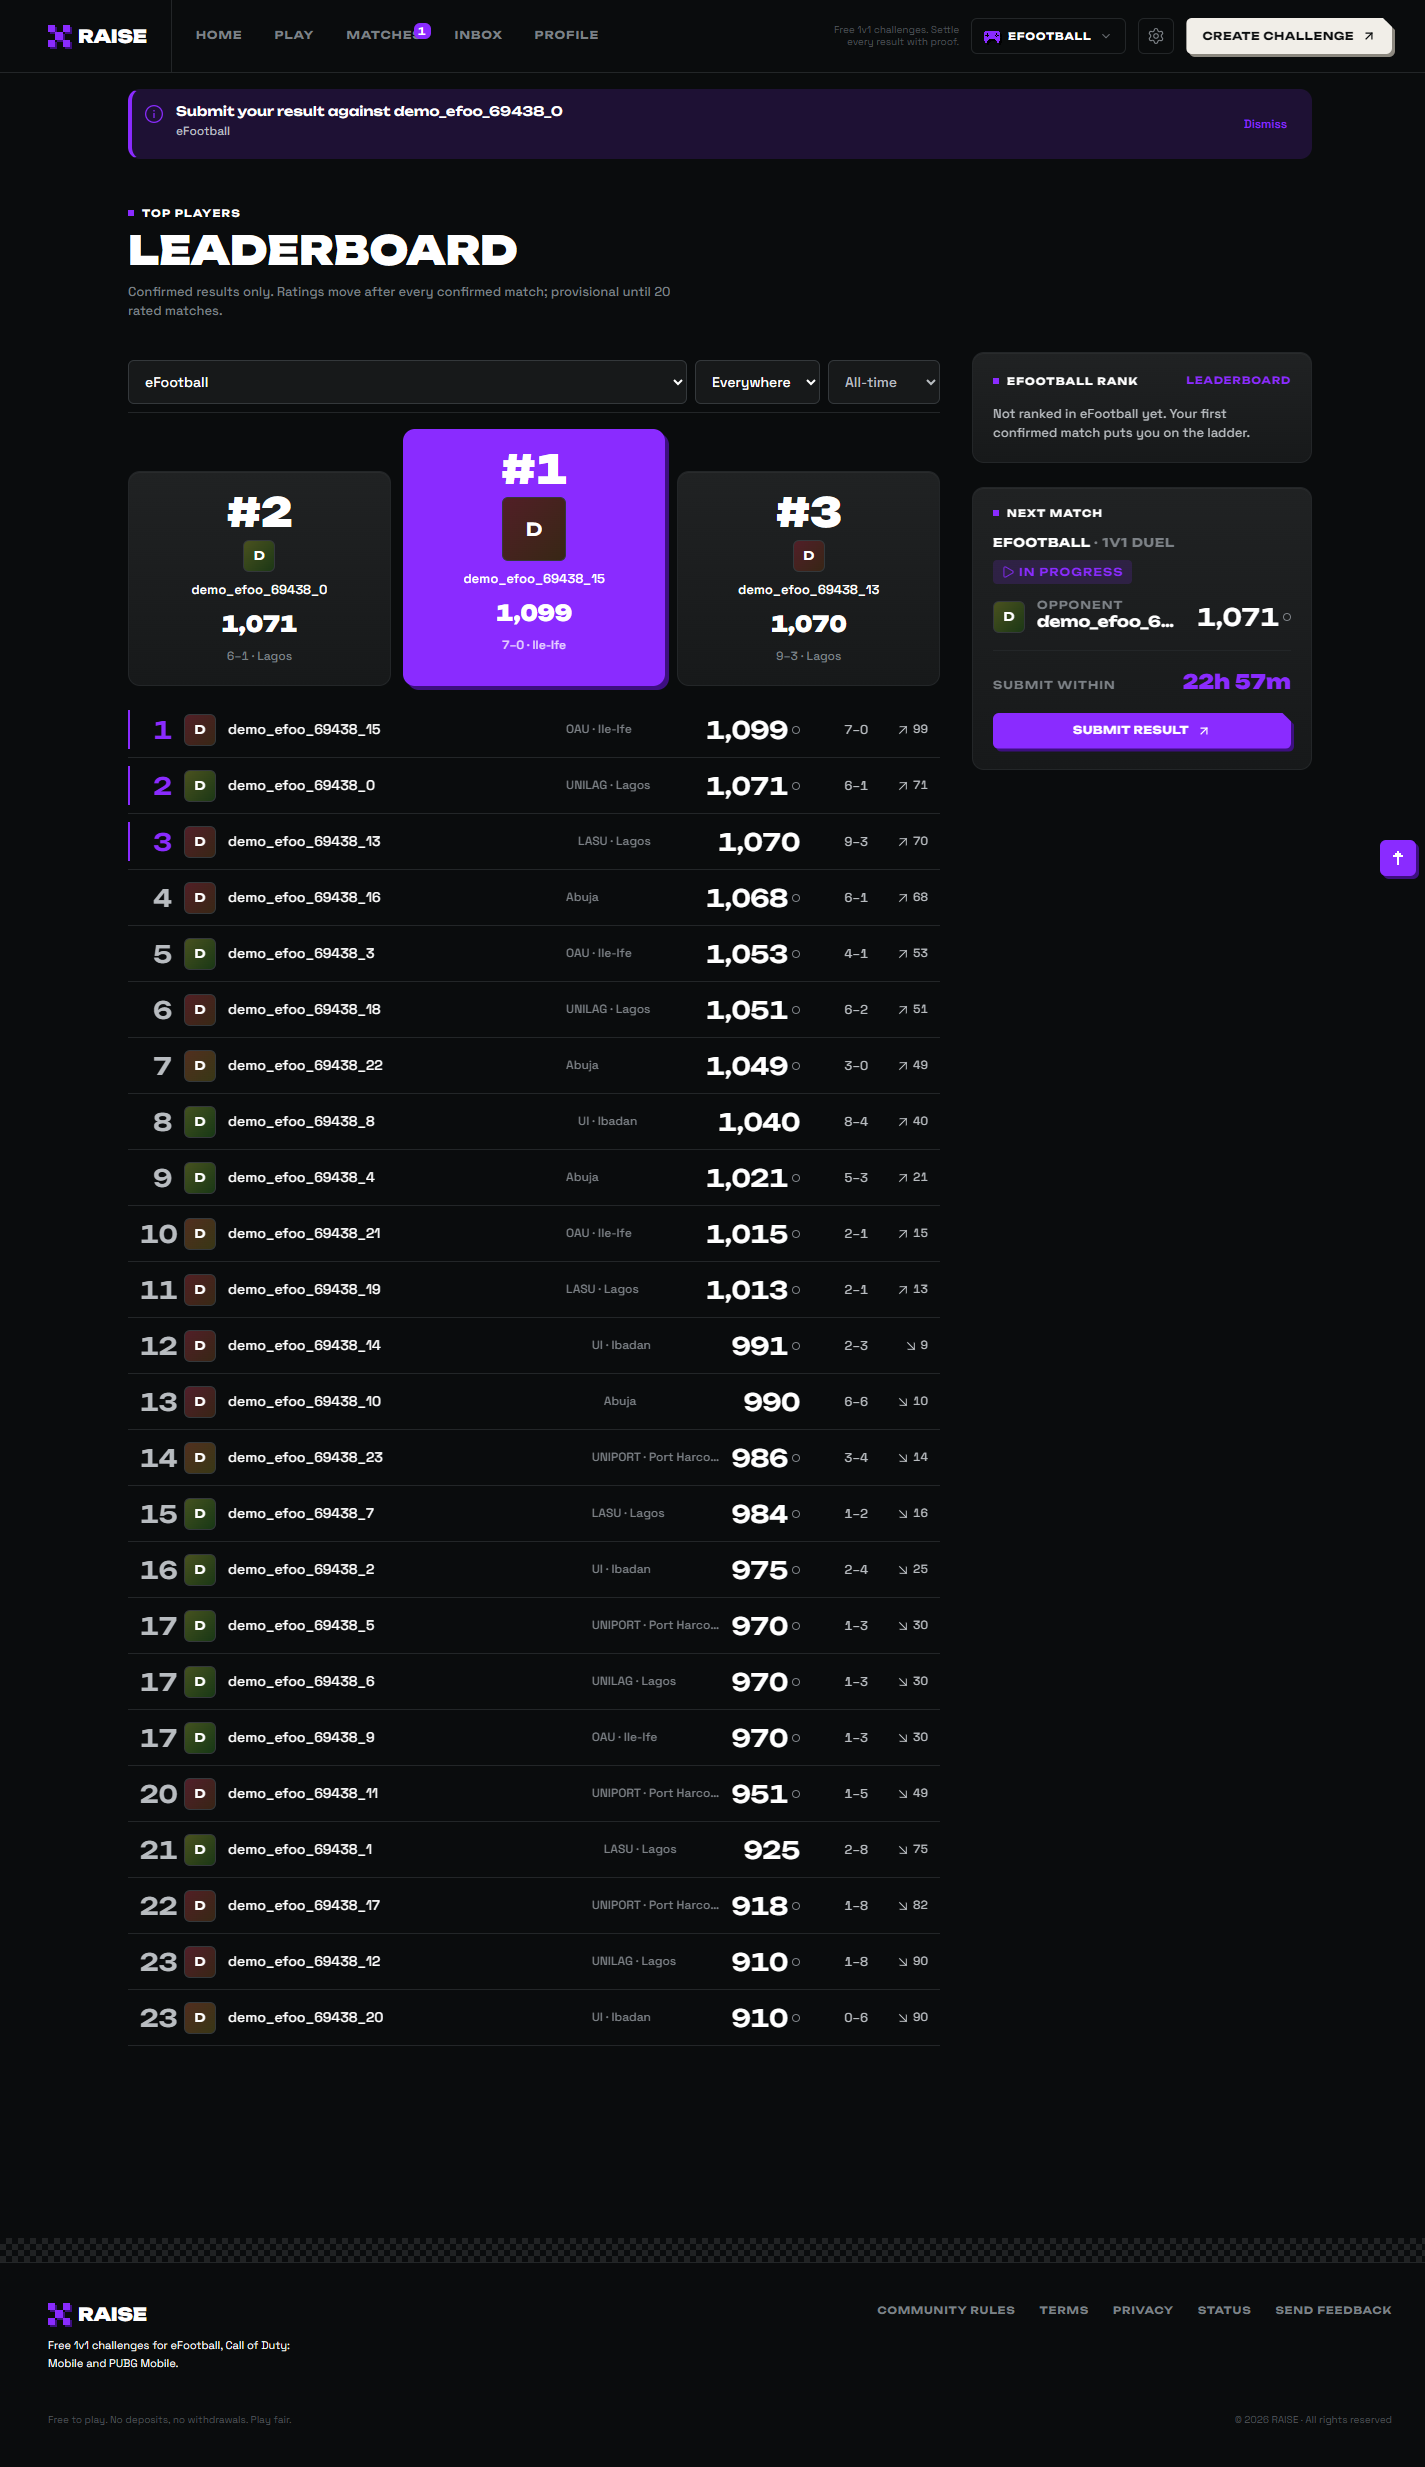 RAISE
HOME
PLAY
MATCHES
1
INBOX
PROFILE
Free 1v1 challenges. Settle
every result with proof.
EFOOTBALL
CREATE CHALLENGE
Submit your result against demo_efoo_69438_0
eFootball
Dismiss
TOP PLAYERS
LEADERBOARD
Confirmed results only. Ratings move after every confirmed match; provisional until 20
rated matches.
eFootball
Everywhere
All-time
#2
D
demo_efoo_69438_0
1,071
6–1 · Lagos
#1
D
demo_efoo_69438_15
1,099
7–0 · Ile-Ife
#3
D
demo_efoo_69438_13
1,070
9–3 · Lagos
1 D demo_efoo_69438_15 OAU · Ile-Ife 1,099 7–0 99
2 D demo_efoo_69438_0 UNILAG · Lagos 1,071 6–1 71
3 D demo_efoo_69438_13 LASU · Lagos 1,070 9–3 70
4 D demo_efoo_69438_16 Abuja 1,068 6–1 68
5 D demo_efoo_69438_3 OAU · Ile-Ife 1,053 4–1 53
6 D demo_efoo_69438_18 UNILAG · Lagos 1,051 6–2 51
7 D demo_efoo_69438_22 Abuja 1,049 3–0 49
8 D demo_efoo_69438_8 UI · Ibadan 1,040 8–4 40
9 D demo_efoo_69438_4 Abuja 1,021 5–3 21
10 D demo_efoo_69438_21 OAU · Ile-Ife 1,015 2–1 15
11 D demo_efoo_69438_19 LASU · Lagos 1,013 2–1 13
12 D demo_efoo_69438_14 UI · Ibadan 991 2–3 9
13 D demo_efoo_69438_10 Abuja 990 6–6 10
14 D demo_efoo_69438_23 UNIPORT · Port Harco... 986 3–4 14
15 D demo_efoo_69438_7 LASU · Lagos 984 1–2 16
16 D demo_efoo_69438_2 UI · Ibadan 975 2–4 25
17 D demo_efoo_69438_5 UNIPORT · Port Harco... 970 1–3 30
17 D demo_efoo_69438_6 UNILAG · Lagos 970 1–3 30
17 D demo_efoo_69438_9 OAU · Ile-Ife 970 1–3 30
20 D demo_efoo_69438_11 UNIPORT · Port Harco... 951 1–5 49
21 D demo_efoo_69438_1 LASU · Lagos 925 2–8 75
22 D demo_efoo_69438_17 UNIPORT · Port Harco... 918 1–8 82
23 D demo_efoo_69438_12 UNILAG · Lagos 910 1–8 90
23 D demo_efoo_69438_20 UI · Ibadan 910 0–6 90
EFOOTBALL RANK
LEADERBOARD
Not ranked in eFootball yet. Your first
confirmed match puts you on the ladder.
NEXT MATCH
EFOOTBALL · 1V1 DUEL
IN PROGRESS
D
OPPONENT
demo_efoo_6...
1,071
SUBMIT WITHIN
22h 57m
SUBMIT RESULT
RAISE
Free 1v1 challenges for eFootball, Call of Duty:
Mobile and PUBG Mobile.
COMMUNITY RULES
TERMS
PRIVACY
STATUS
SEND FEEDBACK
Free to play. No deposits, no withdrawals. Play fair.
© 2026 RAISE · All rights reserved